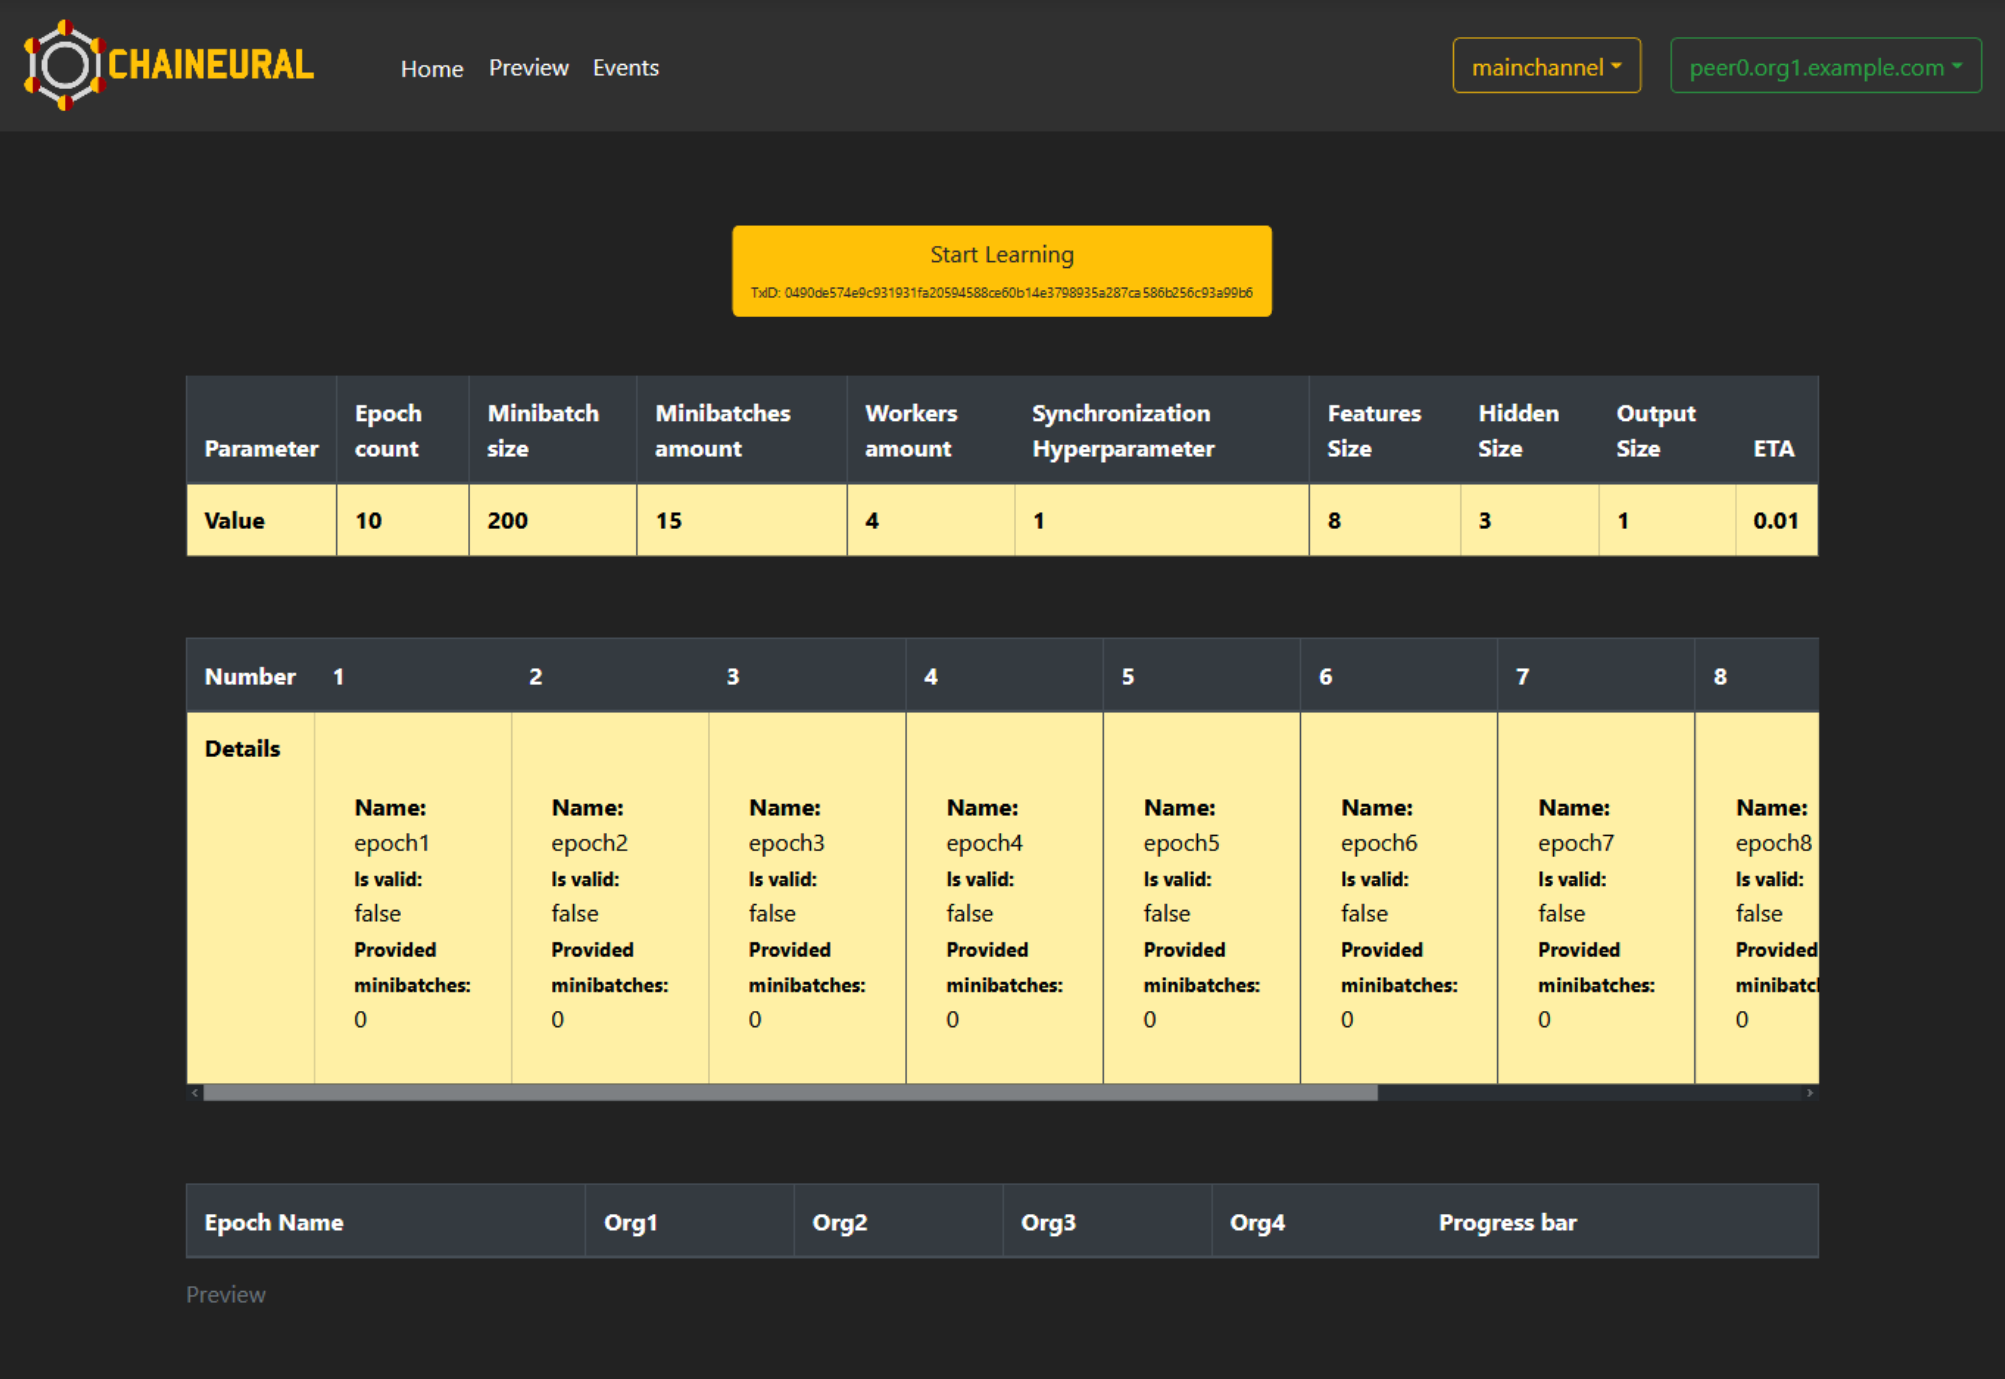 CHAINEURAL
Home Preview Events
mainchannel
peer0.org1.example.com
Start Learning
TxID: 0490de574e9c931931fa20594588ce60b14e3798935a287ca586b256c93a99b6
Parameter Epoch count Minibatch size Minibatches amount Workers amount Synchronization Hyperparameter Features Size Hidden Size Output Size ETA
Value 10 200 15 4 1 8 3 1 0.01
Number 1 2 3 4 5 6 7 8
Details
Name: Name: Name: Name: Name: Name: Name: Name:
epoch1 epoch2 epoch3 epoch4 epoch5 epoch6 epoch7 epoch8
Is valid: Is valid: Is valid: Is valid: Is valid: Is valid: Is valid: Is valid:
false false false false false false false false
Provided Provided Provided Provided Provided Provided Provided Provided
minibatches: minibatches: minibatches: minibatches: minibatches: minibatches: minibatches: minibatc
0 0 0 0 0 0 0 0
Epoch Name Org1 Org2 Org3 Org4 Progress bar
Preview